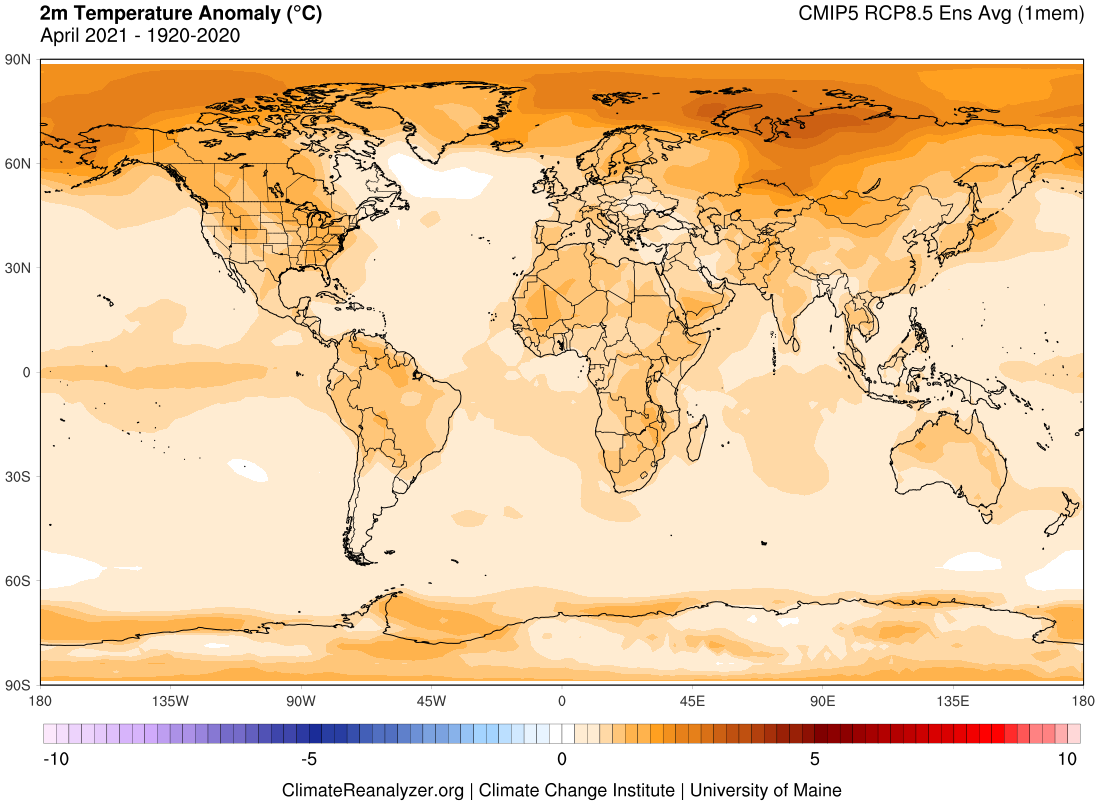 2m Temperature Anomaly (°C)
CMIP5 RCP8.5 Ens Avg (1mem)
April 2021 - 1920-2020
90N
60N
30N
0
30S
60S
90S
180 135W 90W 45W 0 45E 90E 135E 180
-10 -5 0 5 10
ClimateReanalyzer.org | Climate Change Institute | University of Maine